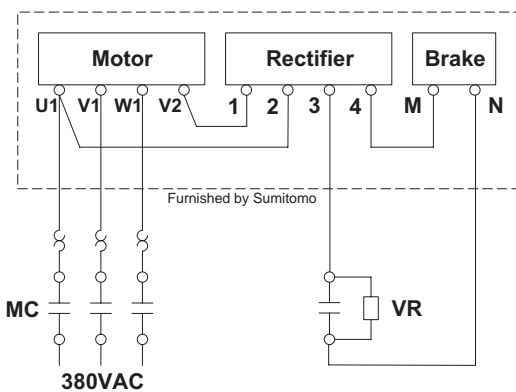 Motor Rectifier Brake
U1 V1 W1 V2 1 2 3 4 M N
Furnished by Sumitomo
MC VR
380VAC